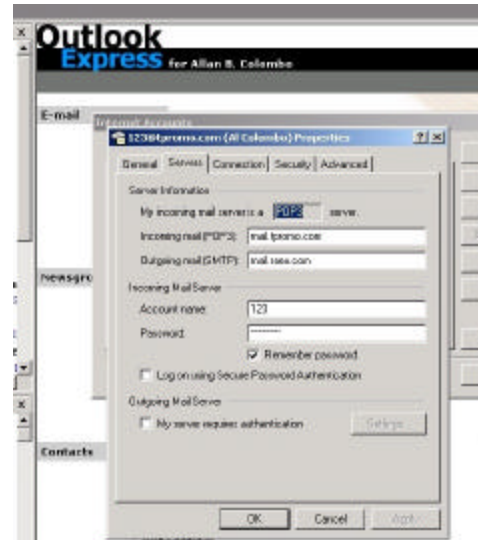 Outlook
Express for Allan B. Colombo
E-mail
Internet Accounts
123@tpromo.com (Al Colombo) Properties
General Servers Connection Security Advanced
Server Information
My incoming mail server is a POP3 server.
Incoming mail (POP3): mail.tpromo.com
Outgoing mail (SMTP):
Newsgro
Incoming Mail Server
Account name: 123
Password:
Remember password
Log on using Secure Password Authentication
Outgoing Mail Server
My server requires authentication Settings...
Contacts
OK Cancel Apply